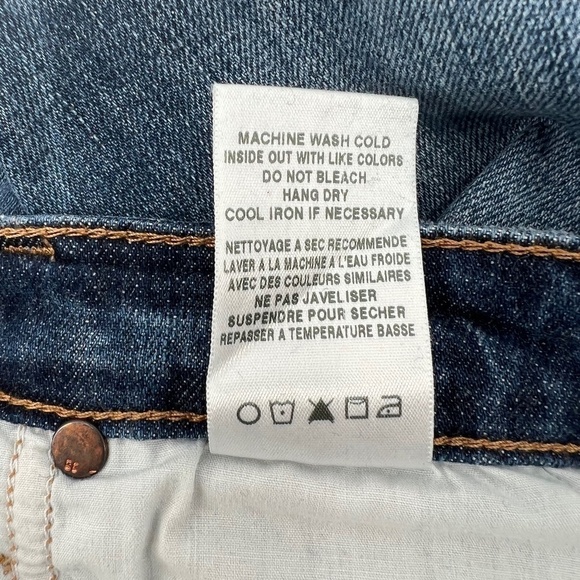 MACHINE WASH COLD
INSIDE OUT WITH LIKE COLORS
DO NOT BLEACH
HANG DRY
COOL IRON IF NECESSARY
NETTOYAGE A SEC RECOMMENDE
LAVER A LA MACHINE A L'EAU FROIDE
AVEC DES COULEURS SIMILAIRES
NE PAS JAVELISER
SUSPENDRE POUR SECHER
REPASSER A TEMPERATURE BASSE